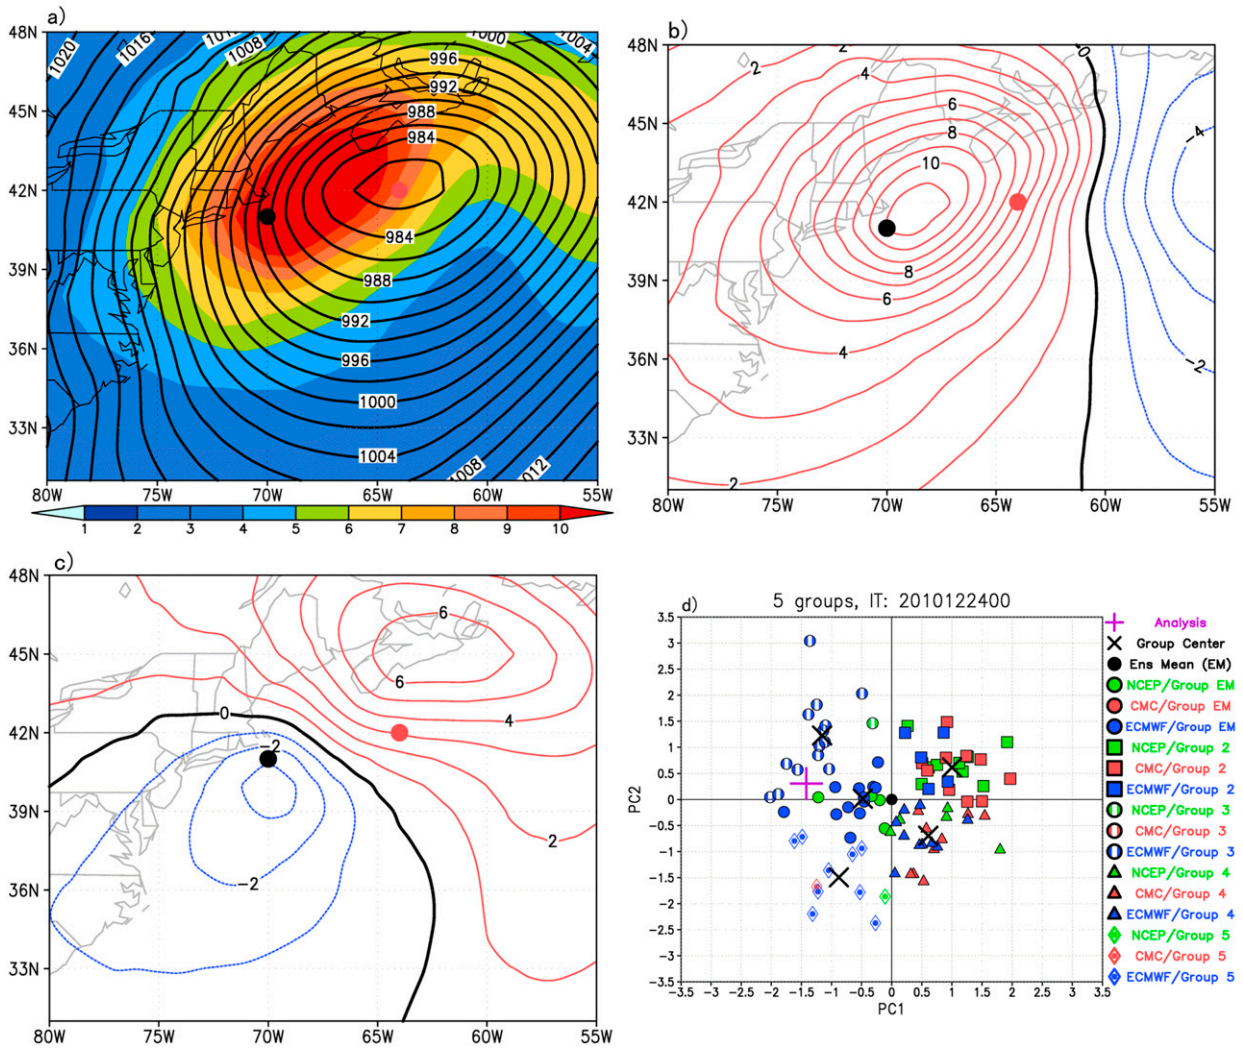 a)
48N
45N
42N
39N
36N
33N
1020
1016
1008
1000
1004
996
992
988
984
984
988
992
996
1000
1004
1008
1012
80W
75W
70W
65W
60W
55W
1
2
3
4
5
6
7
8
9
10
b)
48N
45N
42N
39N
36N
33N
2
2
4
6
8
10
8
6
4
2
0
-4
-2
80W
75W
70W
65W
60W
55W
c)
48N
45N
42N
39N
36N
33N
6
6
4
2
0
-2
-2
80W
75W
70W
65W
60W
55W
d)
5 groups, IT: 2010122400
PC2
3.5
3
2.5
2
1.5
1
0.5
0
-0.5
-1
-1.5
-2
-2.5
-3
-3.5
-3.5
-3
-2.5
-2
-1.5
-1
-0.5
0
0.5
1
1.5
2
2.5
3
3.5
PC1
Analysis
Group Center
Ens Mean (EM)
NCEP/Group EM
CMC/Group EM
ECMWF/Group EM
NCEP/Group 2
CMC/Group 2
ECMWF/Group 2
NCEP/Group 3
CMC/Group 3
ECMWF/Group 3
NCEP/Group 4
CMC/Group 4
ECMWF/Group 4
NCEP/Group 5
CMC/Group 5
ECMWF/Group 5